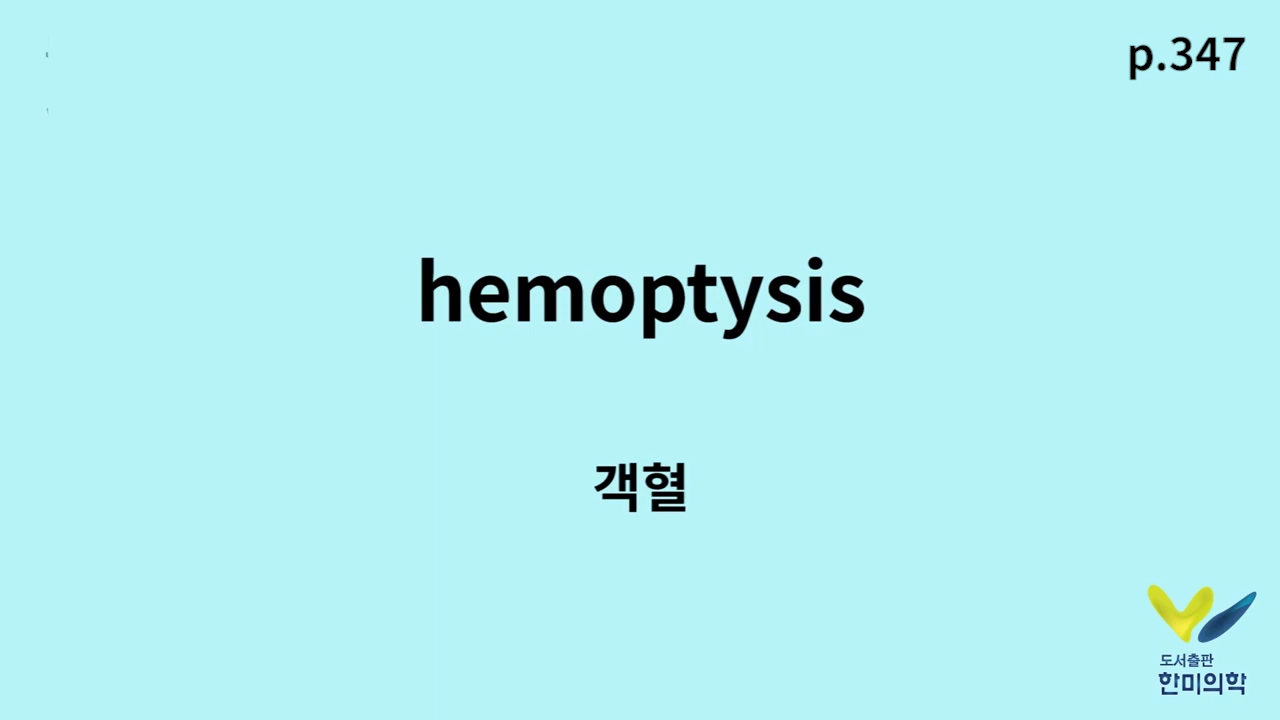 p.347
hemoptysis
객혈
도서출판
한미의학